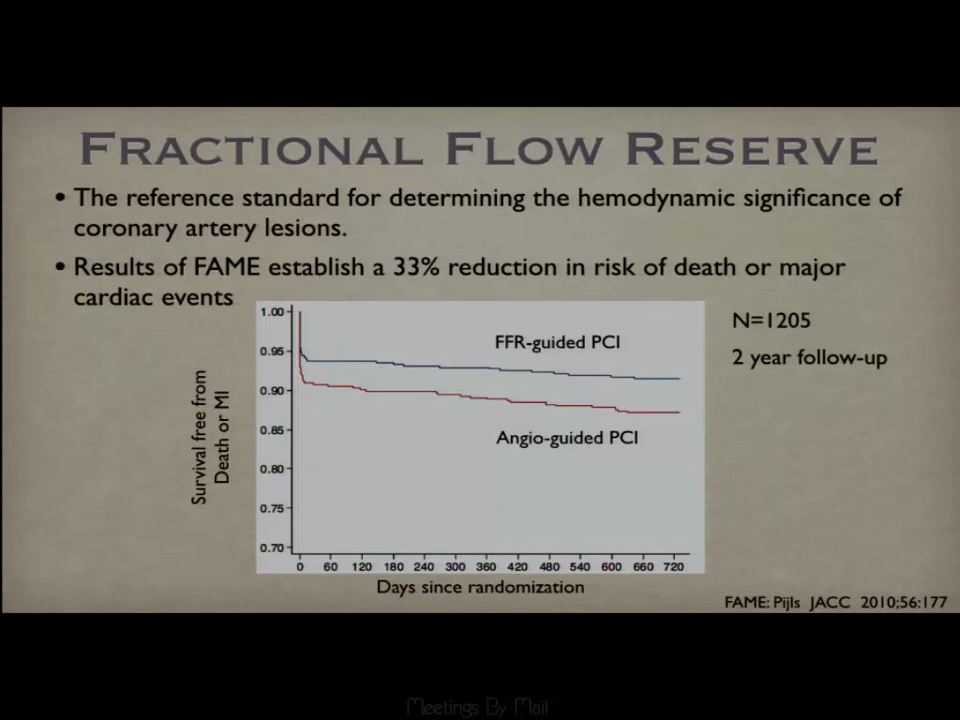 FRACTIONAL FLOW RESERVE
• The reference standard for determining the hemodynamic significance of
coronary artery lesions.
• Results of FAME establish a 33% reduction in risk of death or major
cardiac events
N=1205
2 year follow-up
Survival free from
Death or MI
1.00
0.95
0.90
0.85
0.80
0.75
0.70
FFR-guided PCI
Angio-guided PCI
0 60 120 180 240 300 360 420 480 540 600 660 720
Days since randomization
FAME: Pijls JACC 2010;56:177
Meetings By Mail